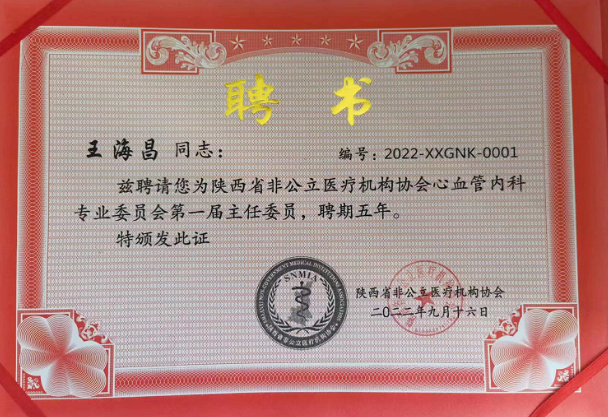 聘 书
王海昌 同志：
编号：2022-XXGNK-0001
兹聘请您为陕西省非公立医疗机构协会心血管内科
专业委员会第一届主任委员，聘期五年。
特颁发此证
SNMIA
陕西省非公立医疗机构协会
二〇二二年九月十六日